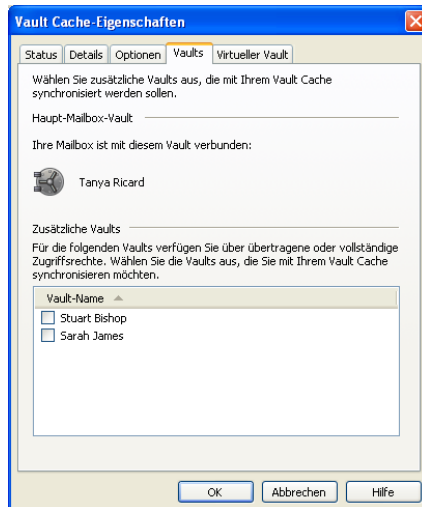 Vault Cache-Eigenschaften
Status Details Optionen Vaults Virtueller Vault
Wählen Sie zusätzliche Vaults aus, die mit Ihrem Vault Cache
synchronisiert werden sollen.
Haupt-Mailbox-Vault
Ihre Mailbox ist mit diesem Vault verbunden:
Tanya Ricard
Zusätzliche Vaults
Für die folgenden Vaults verfügen Sie über übertragene oder vollständige
Zugriffsrechte. Wählen Sie die Vaults aus, die Sie mit Ihrem Vault Cache
synchronisieren möchten.
Vault-Name
Stuart Bishop
Sarah James
OK Abbrechen Hilfe